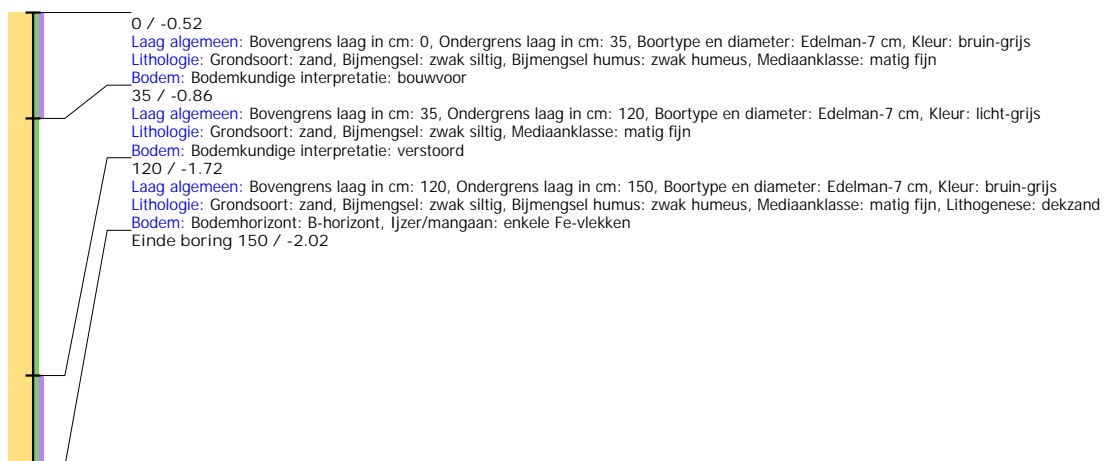 0 / -0.52
Laag algemeen: Bovengrens laag in cm: 0, Ondergrens laag in cm: 35, Boortype en diameter: Edelman-7 cm, Kleur: bruin-grijs
Lithologie: Grondsoort: zand, Bijmengsel: zwak siltig, Bijmengsel humus: zwak humeus, Mediaanklasse: matig fijn
Bodem: Bodemkundige interpretatie: bouwvoor
35 / -0.86
Laag algemeen: Bovengrens laag in cm: 35, Ondergrens laag in cm: 120, Boortype en diameter: Edelman-7 cm, Kleur: licht-grijs
Lithologie: Grondsoort: zand, Bijmengsel: zwak siltig, Mediaanklasse: matig fijn
Bodem: Bodemkundige interpretatie: verstoord
120 / -1.72
Laag algemeen: Bovengrens laag in cm: 120, Ondergrens laag in cm: 150, Boortype en diameter: Edelman-7 cm, Kleur: bruin-grijs
Lithologie: Grondsoort: zand, Bijmengsel: zwak siltig, Bijmengsel humus: zwak humeus, Mediaanklasse: matig fijn, Lithogenese: dekzand
Bodem: Bodemhorizont: B-horizont, Ijzer/mangaan: enkele Fe-vlekken
Einde boring 150 / -2.02